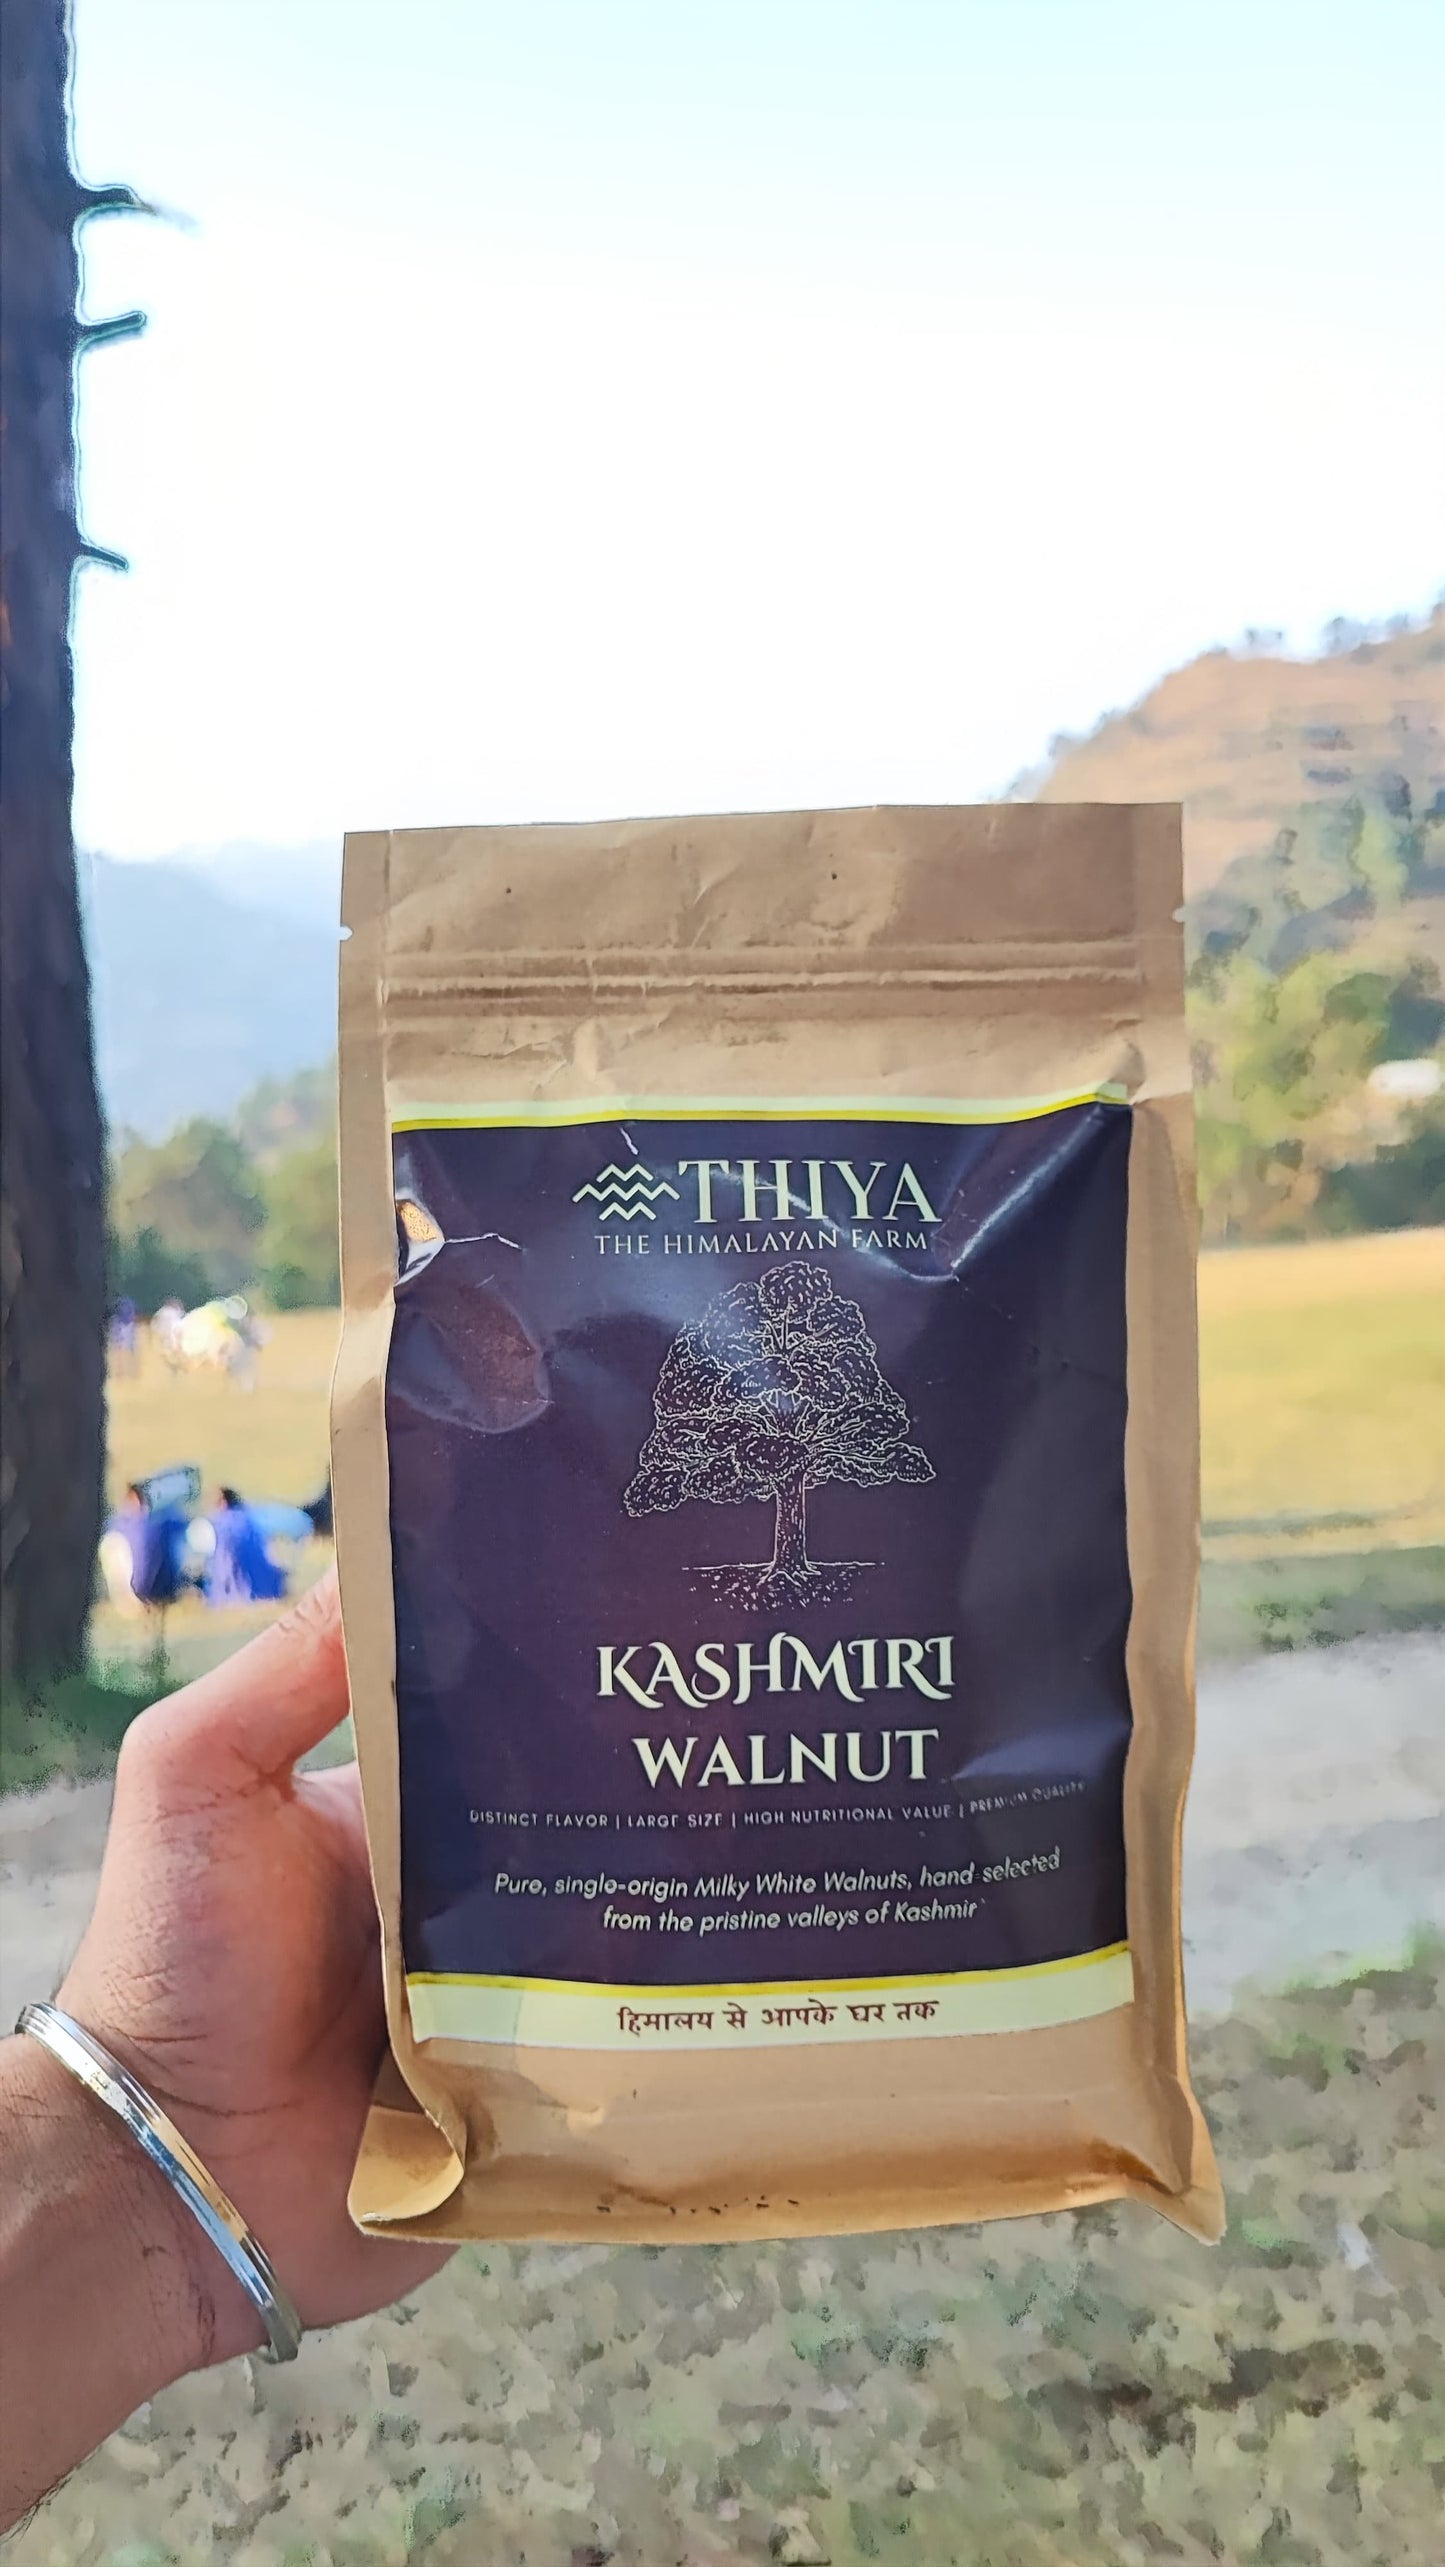 THIYA
THE HIMALAYAN FARM
KASHMIRI
WALNUT
DISTINCT FLAVOR | LARGE SIZE | HIGH NUTRITIONAL VALUE | PREMIUM QUALITY
Pure, single-origin Milky White Walnuts, hand-selected
from the pristine valleys of Kashmir
हिमालय से आपके घर तक